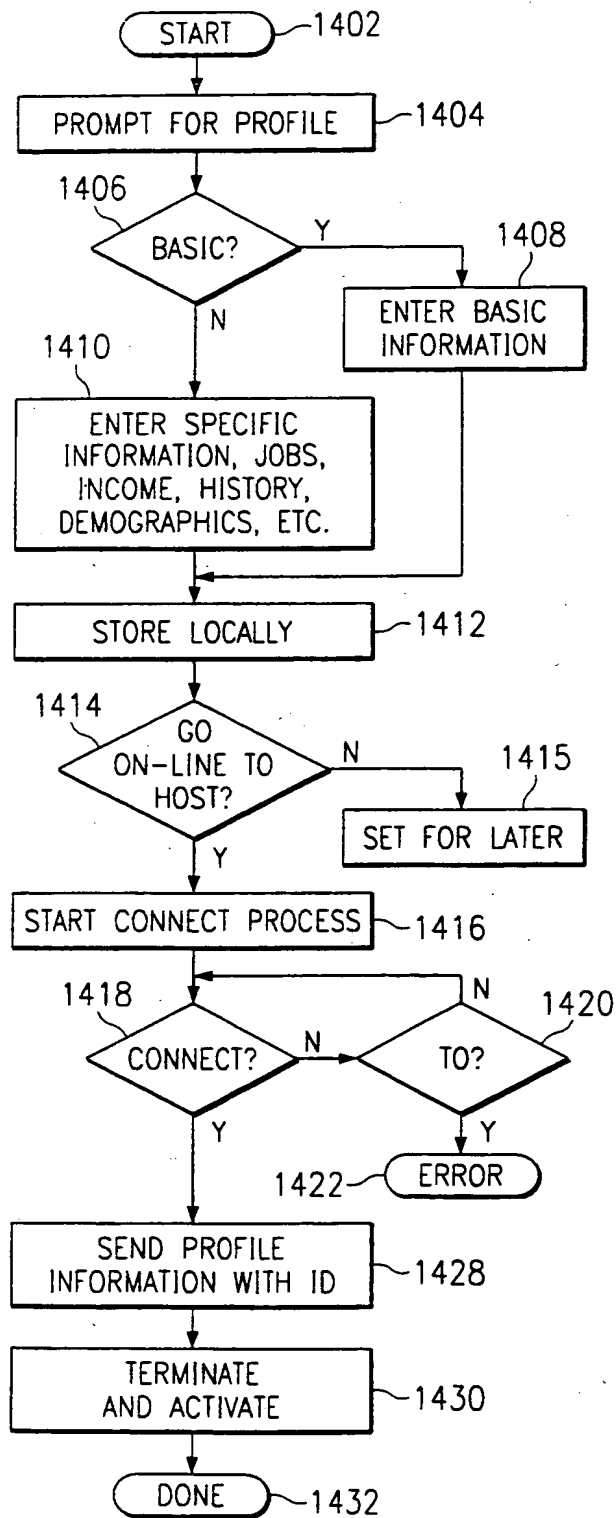 START
1402
PROMPT FOR PROFILE
1404
1406
BASIC?
Y
N
1408
ENTER BASIC
INFORMATION
1410
ENTER SPECIFIC
INFORMATION, JOBS,
INCOME, HISTORY,
DEMOGRAPHICS, ETC.
STORE LOCALLY
1412
1414
GO
ON-LINE TO
HOST?
N
Y
1415
SET FOR LATER
START CONNECT PROCESS
1416
1418
CONNECT?
N
Y
1420
TO?
N
Y
1422
ERROR
SEND PROFILE
INFORMATION WITH ID
1428
TERMINATE
AND ACTIVATE
1430
DONE
1432